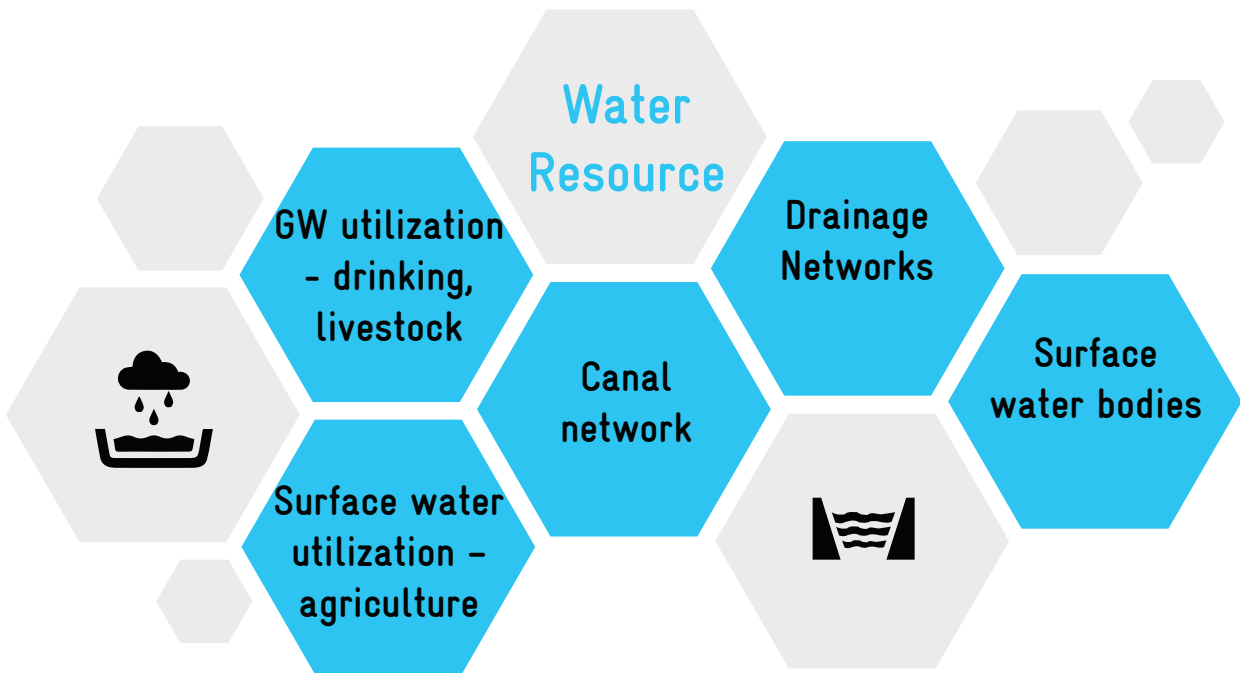 Water
Resource
GW utilization
- drinking,
livestock
Drainage
Networks
Canal
network
Surface
water bodies
Surface water
utilization –
agriculture